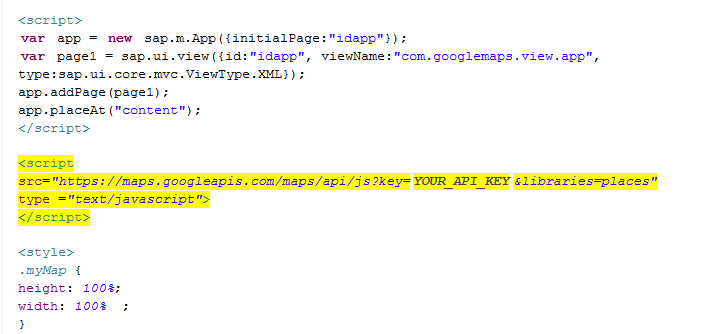 <script>
var app = new sap.m.App({initialPage:"idapp"});
var page1 = sap.ui.view({id:"idapp", viewName:"com.googlemaps.view.app",
type:sap.ui.core.mvc.ViewType.XML});
app.addPage(page1);
app.placeAt("content");
</script>
<script
src="https://maps.googleapis.com/maps/api/js?key= YOUR_API_KEY &libraries=places"
type ="text/javascript">
</script>
<style>
.myMap {
height: 100%;
width: 100%  ;
}